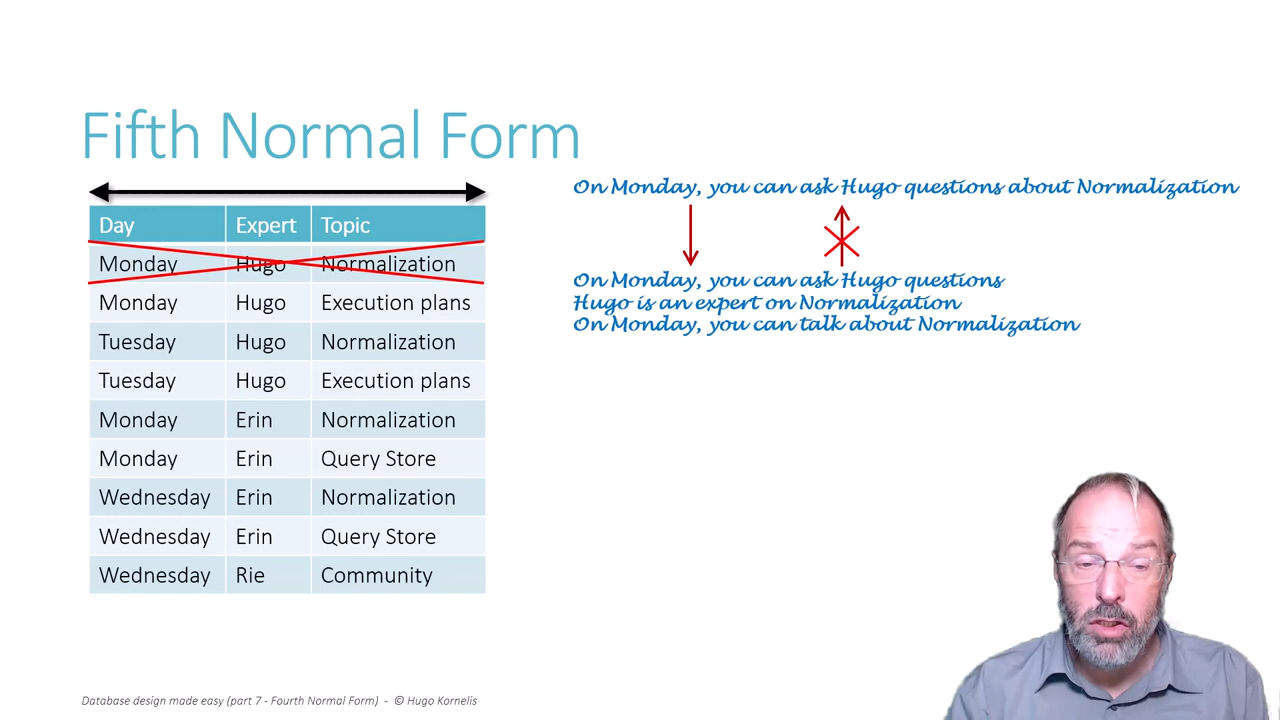 Fifth Normal Form
On Monday, you can ask Hugo questions about Normalization
On Monday, you can ask Hugo questions
Hugo is an expert on Normalization
On Monday, you can talk about Normalization
Day Expert Topic
Monday Hugo Normalization
Monday Hugo Execution plans
Tuesday Hugo Normalization
Tuesday Hugo Execution plans
Monday Erin Normalization
Monday Erin Query Store
Wednesday Erin Normalization
Wednesday Erin Query Store
Wednesday Rie Community
Database design made easy (part 7 - Fourth Normal Form) - © Hugo Kornelis